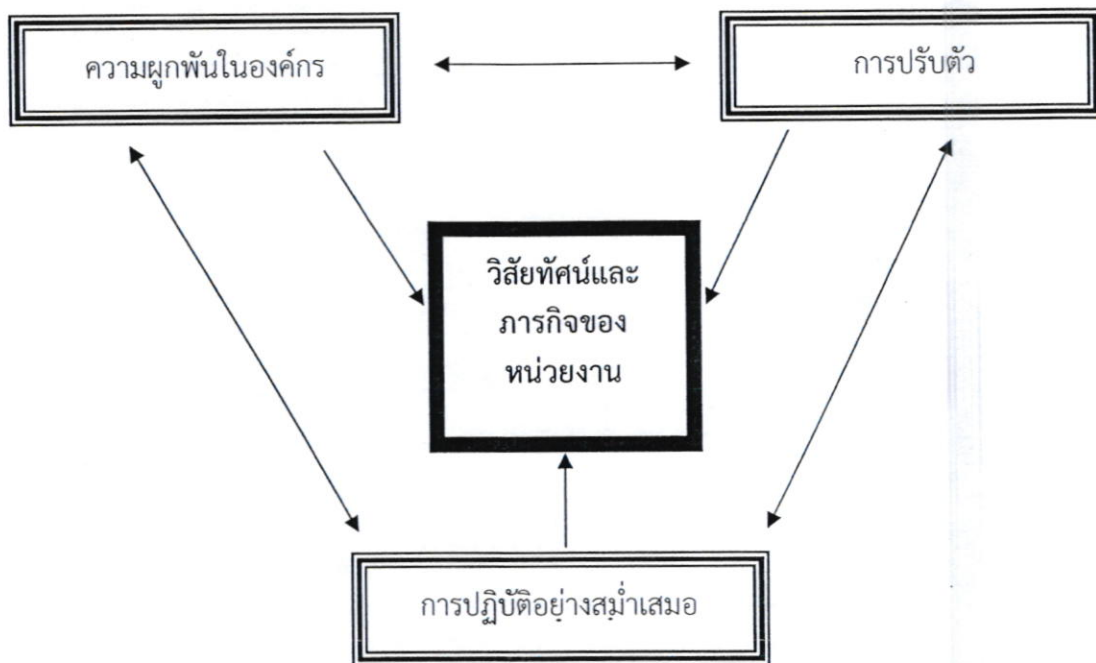 ความผูกพันในองค์กร
การปรับตัว
วิสัยทัศน์และ
ภารกิจของ
หน่วยงาน
การปฏิบัติอย่างสม่ำเสมอ